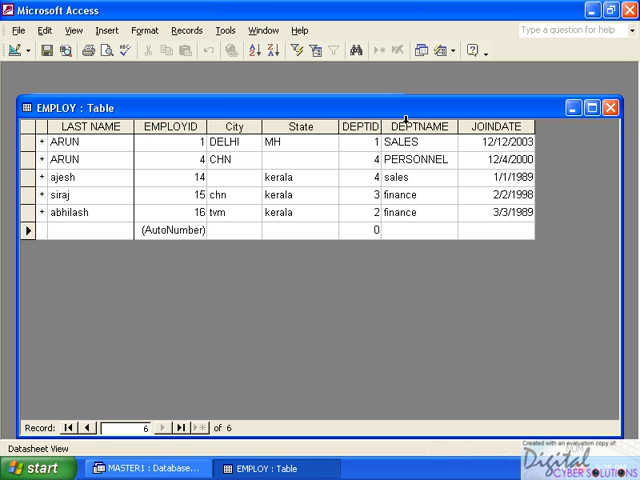 Microsoft Access
File Edit View Insert Format Records Tools Window Help Type a question for help
EMPLOY : Table
LAST NAME EMPLOYID City State DEPTID DEPTNAME JOINDATE
+ ARUN 1 DELHI MH 1 SALES 12/12/2003
+ ARUN 4 CHN 4 PERSONNEL 12/4/2000
+ ajesh 14 kerala 4 sales 1/1/1989
+ siraj 15 chn kerala 3 finance 2/2/1998
+ abhilash 16 tvm kerala 2 finance 3/3/1989
(AutoNumber) 0
Record: 6 of 6
Datasheet View
Created with an evaluation copy of
Digital
CYBER SOLUTIONS
start MASTER1 : Database... EMPLOY : Table